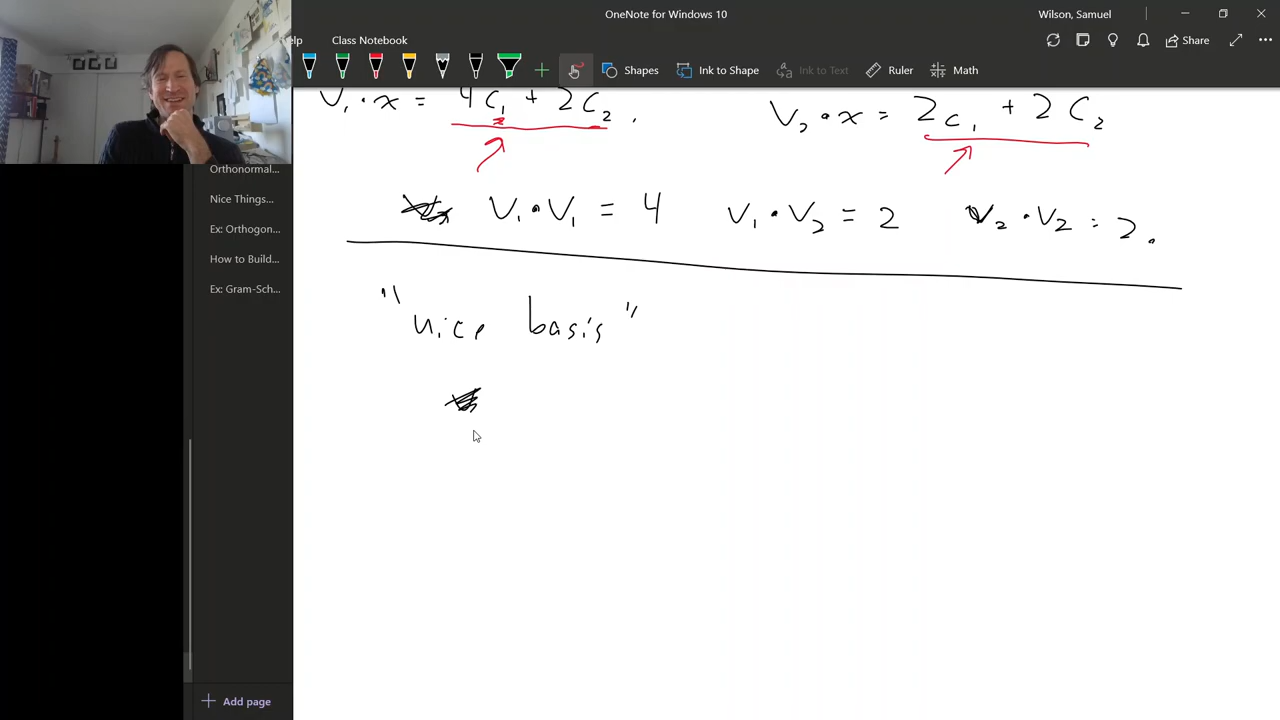 OneNote for Windows 10
Wilson, Samuel
elp
Class Notebook
Share
Shapes
Ink to Shape
Ink to Text
Ruler
Math
V₁ • x = 4c₁ + 2c₂.
V₂ • x = 2c₁ + 2c₂
V₁ • V₁ = 4
V₁ • V₂ = 2
V₂ • V₂ = 2.
"nice basis"
Orthonormal...
Nice Things...
Ex: Orthogon...
How to Build...
Ex: Gram-Sch...
Add page